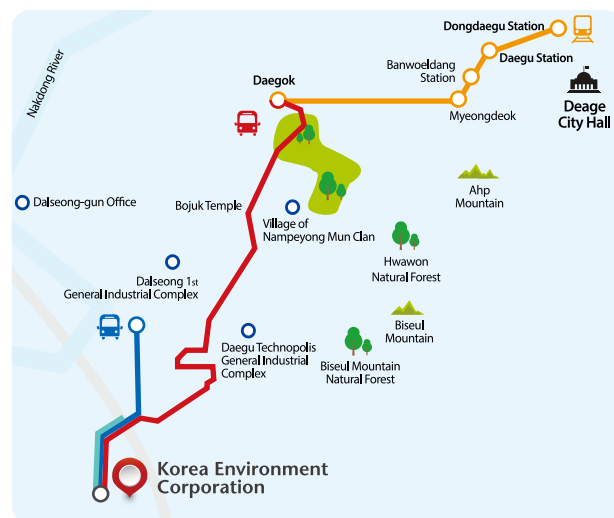 Dongdaegu Station
Daegu Station
Banwoeldang
Station
Deage
City Hall
Daegok
Myeongdeok
Nakdong River
Ahp
Mountain
Dalseong-gun Office
Bojuk Temple
Village of
Nampeyong Mun Clan
Hwawon
Natural Forest
Dalseong 1st
General Industrial Complex
Biseul
Mountain
Daegu Technopolis
General Industrial
Complex
Biseul Mountain
Natural Forest
Korea Environment
Corporation